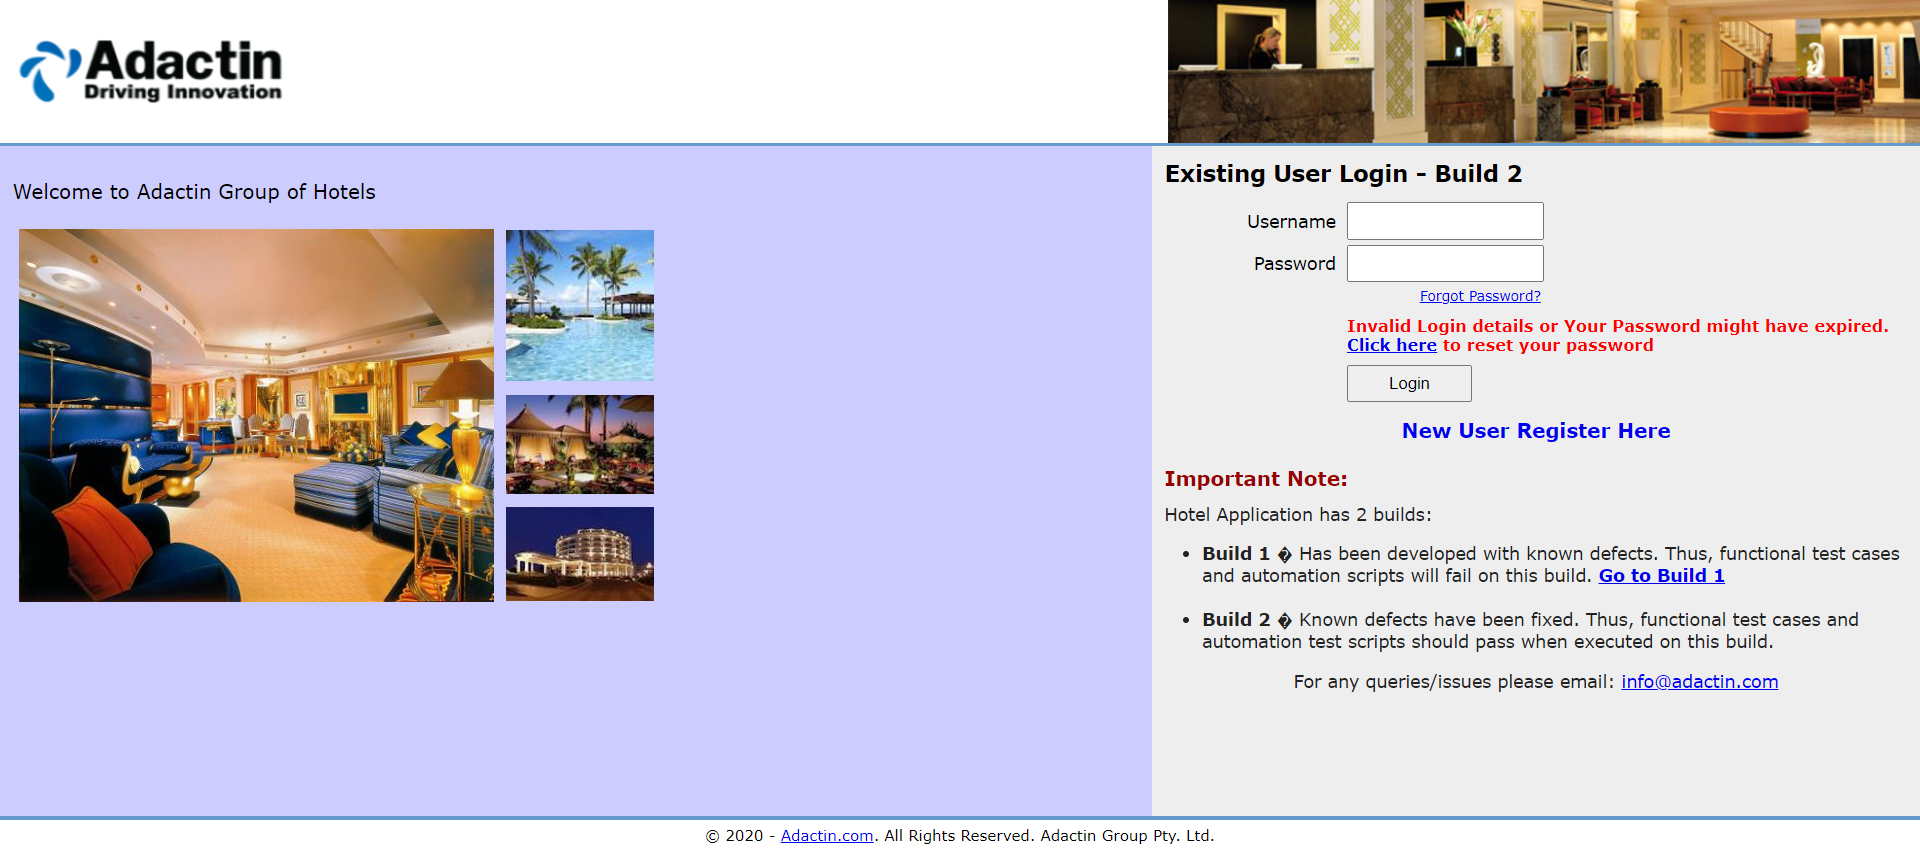 Adactin
Driving Innovation
Welcome to Adactin Group of Hotels
Existing User Login - Build 2
Username
Password
Forgot Password?
Invalid Login details or Your Password might have expired.
Click here to reset your password
Login
New User Register Here
Important Note:
Hotel Application has 2 builds:
• Build 1 � Has been developed with known defects. Thus, functional test cases
and automation scripts will fail on this build. Go to Build 1
• Build 2 � Known defects have been fixed. Thus, functional test cases and
automation test scripts should pass when executed on this build.
For any queries/issues please email: info@adactin.com
© 2020 - Adactin.com. All Rights Reserved. Adactin Group Pty. Ltd.